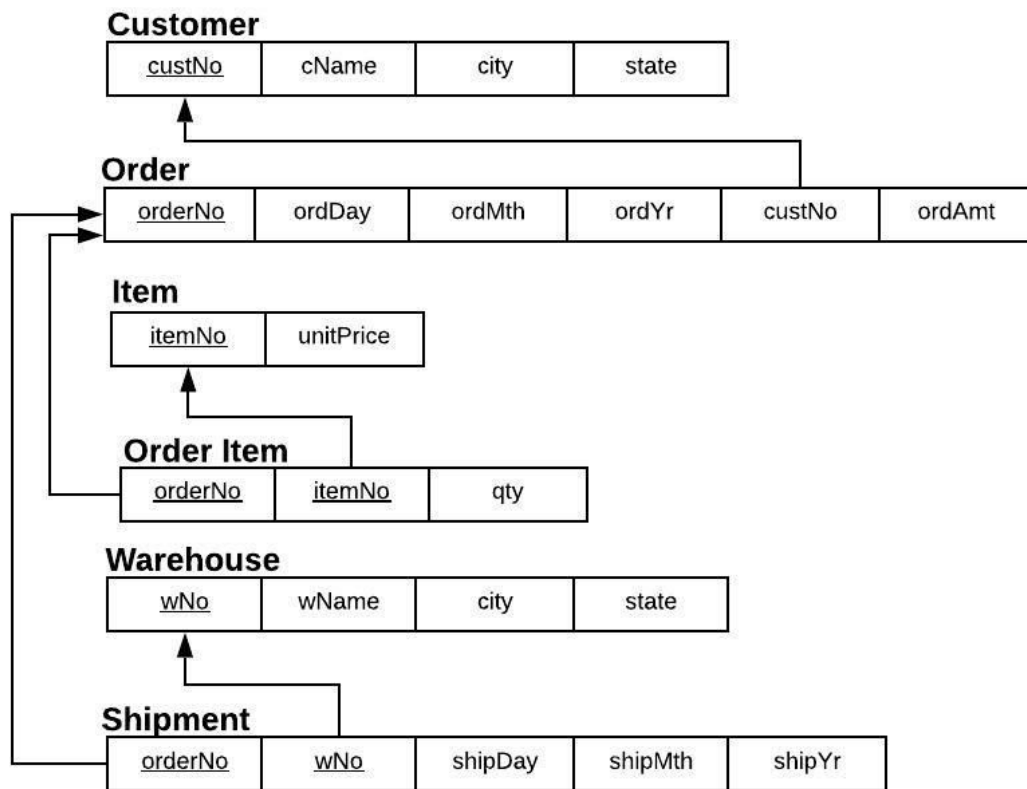 Customer
custNo cName city state
Order
orderNo ordDay ordMth ordYr custNo ordAmt
Item
itemNo unitPrice
Order Item
orderNo itemNo qty
Warehouse
wNo wName city state
Shipment
orderNo wNo shipDay shipMth shipYr